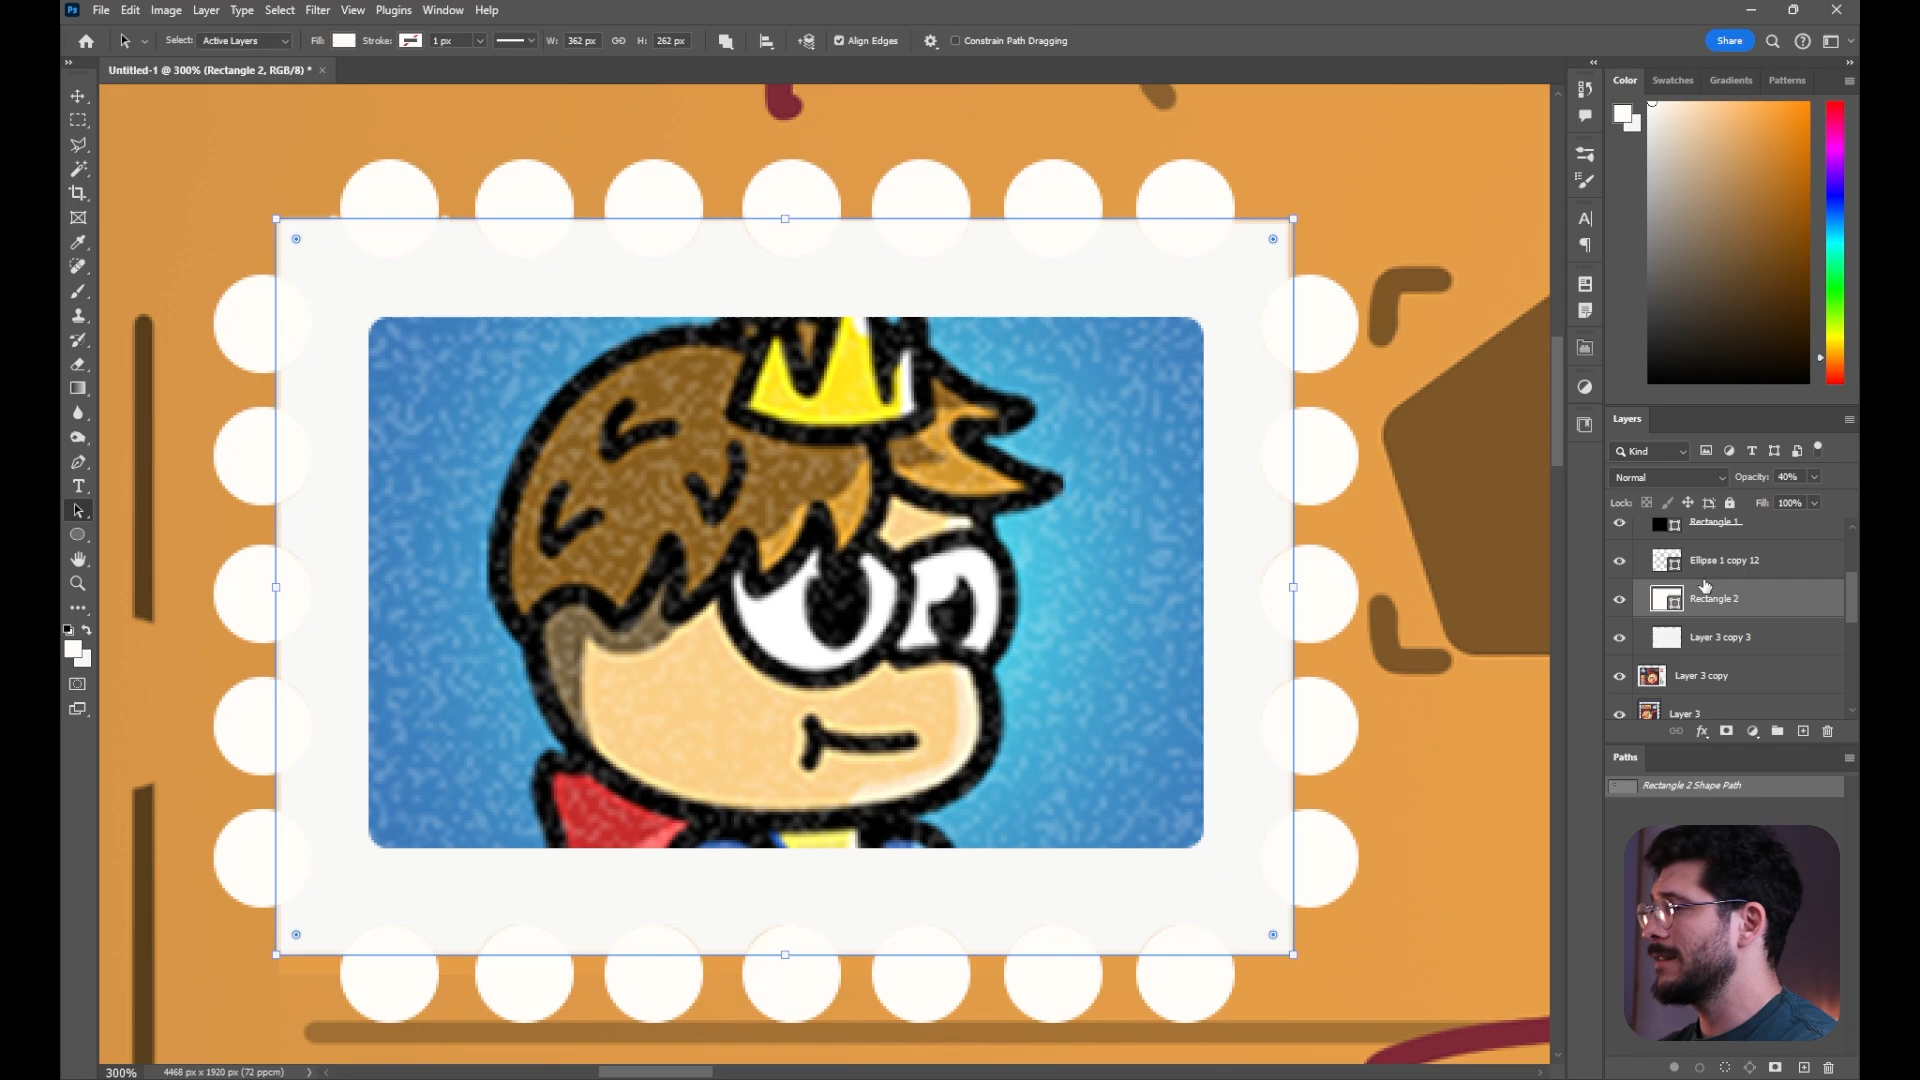 Ps File Edit Image Layer Type Select Filter View Plugins Window Help
Select: Active Layers Fill: Stroke: 1 px W: 362 px H: 262 px Align Edges Constrain Path Dragging Share
Untitled-1 @ 300% (Rectangle 2, RGB/8) * ×
Color Swatches Gradients Patterns
Layers
Kind
Normal Opacity: 40%
Lock: Fill: 100%
Rectangle 1
Ellipse 1 copy 12
Rectangle 2
Layer 3 copy 3
Layer 3 copy
Layer 3
Paths
Rectangle 2 Shape Path
300% 4468 px x 1920 px (72 ppcm)